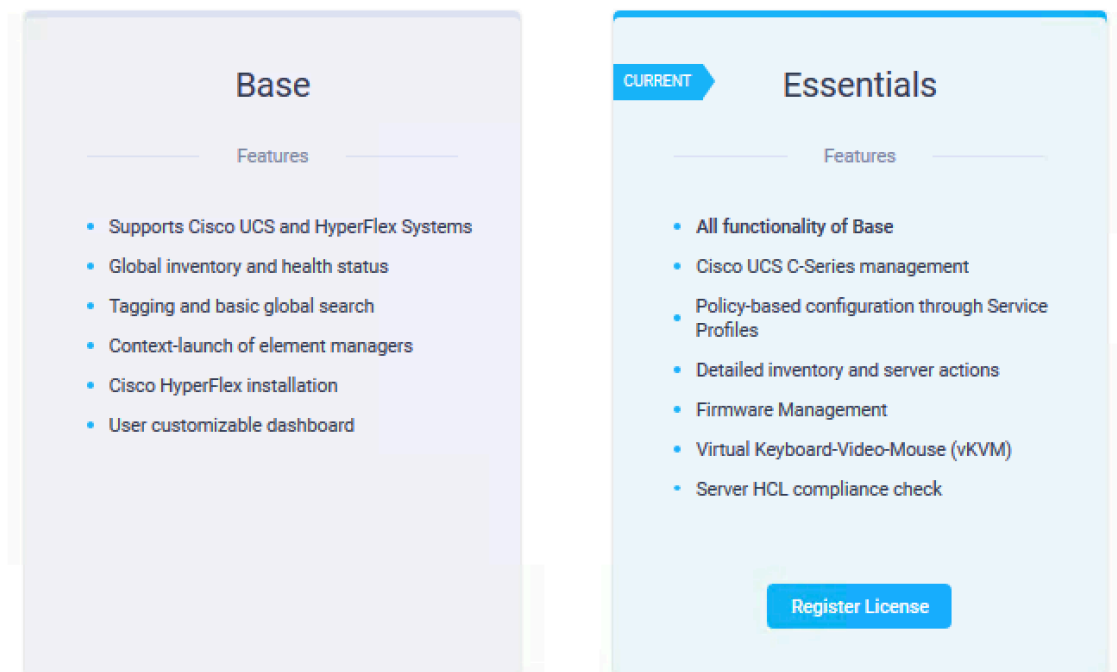 Base
Features
Supports Cisco UCS and HyperFlex Systems
Global inventory and health status
Tagging and basic global search
Context-launch of element managers
Cisco HyperFlex installation
User customizable dashboard
CURRENT
Essentials
Features
All functionality of Base
Cisco UCS C-Series management
Policy-based configuration through Service
Profiles
Detailed inventory and server actions
Firmware Management
Virtual Keyboard-Video-Mouse (vKVM)
Server HCL compliance check
Register License